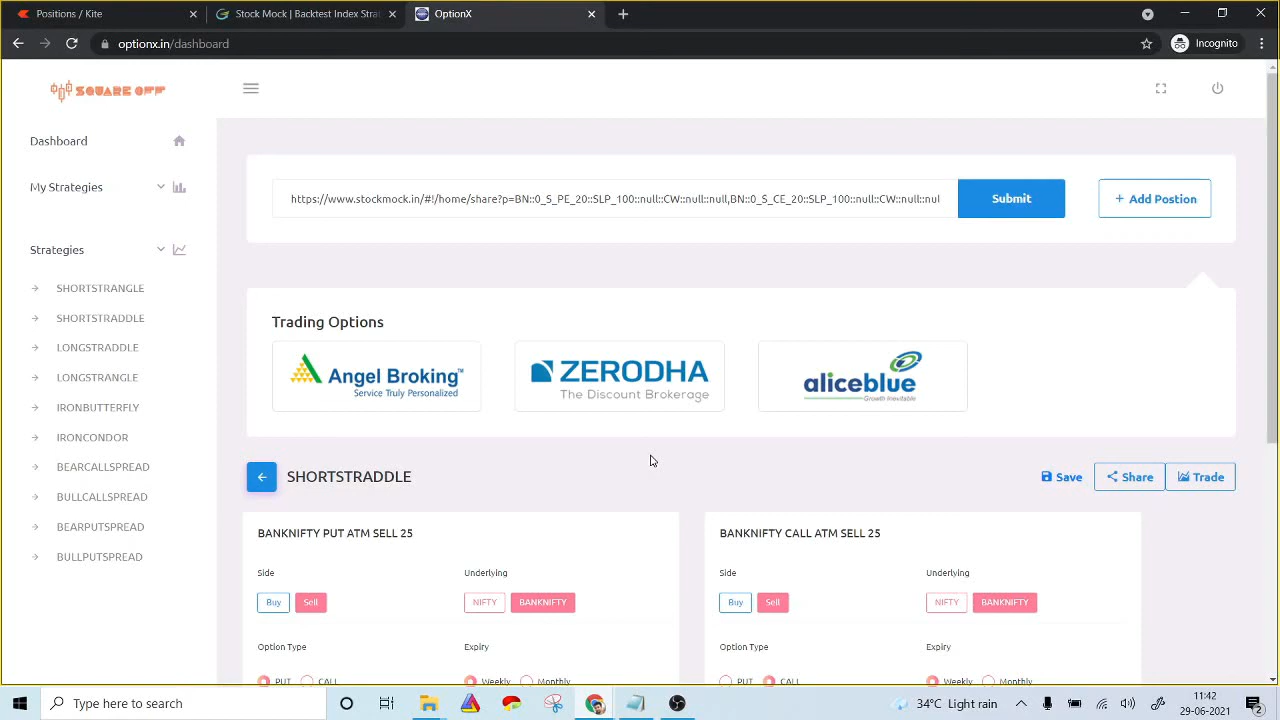 Positions / Kite
Stock Mock | Backtest Index Strat
OptionX
optionx.in/dashboard
Incognito
SQUARE OFF
Dashboard
My Strategies
Strategies
SHORTSTRANGLE
SHORTSTRADDLE
LONGSTRADDLE
LONGSTRANGLE
IRONBUTTERFLY
IRONCONDOR
BEARCALLSPREAD
BULLCALLSPREAD
BEARPUTSPREAD
BULLPUTSPREAD
https://www.stockmock.in/#!/home/share?p=BN::0_S_PE_20::SLP_100::null::CW::null::null,BN::0_S_CE_20::SLP_100::null::CW::null::nul
Submit
+ Add Postion
Trading Options
Angel Broking™
Service Truly Personalized
ZERODHA
The Discount Brokerage
aliceblue
Growth Inevitable
SHORTSTRADDLE
Save
Share
Trade
BANKNIFTY PUT ATM SELL 25
Side
Underlying
Buy Sell
NIFTY BANKNIFTY
Option Type
Expiry
PUT CALL
Weekly Monthly
BANKNIFTY CALL ATM SELL 25
Side
Underlying
Buy Sell
NIFTY BANKNIFTY
Option Type
Expiry
PUT CALL
Weekly Monthly
Type here to search
34°C Light rain
11:42
29-06-2021
2